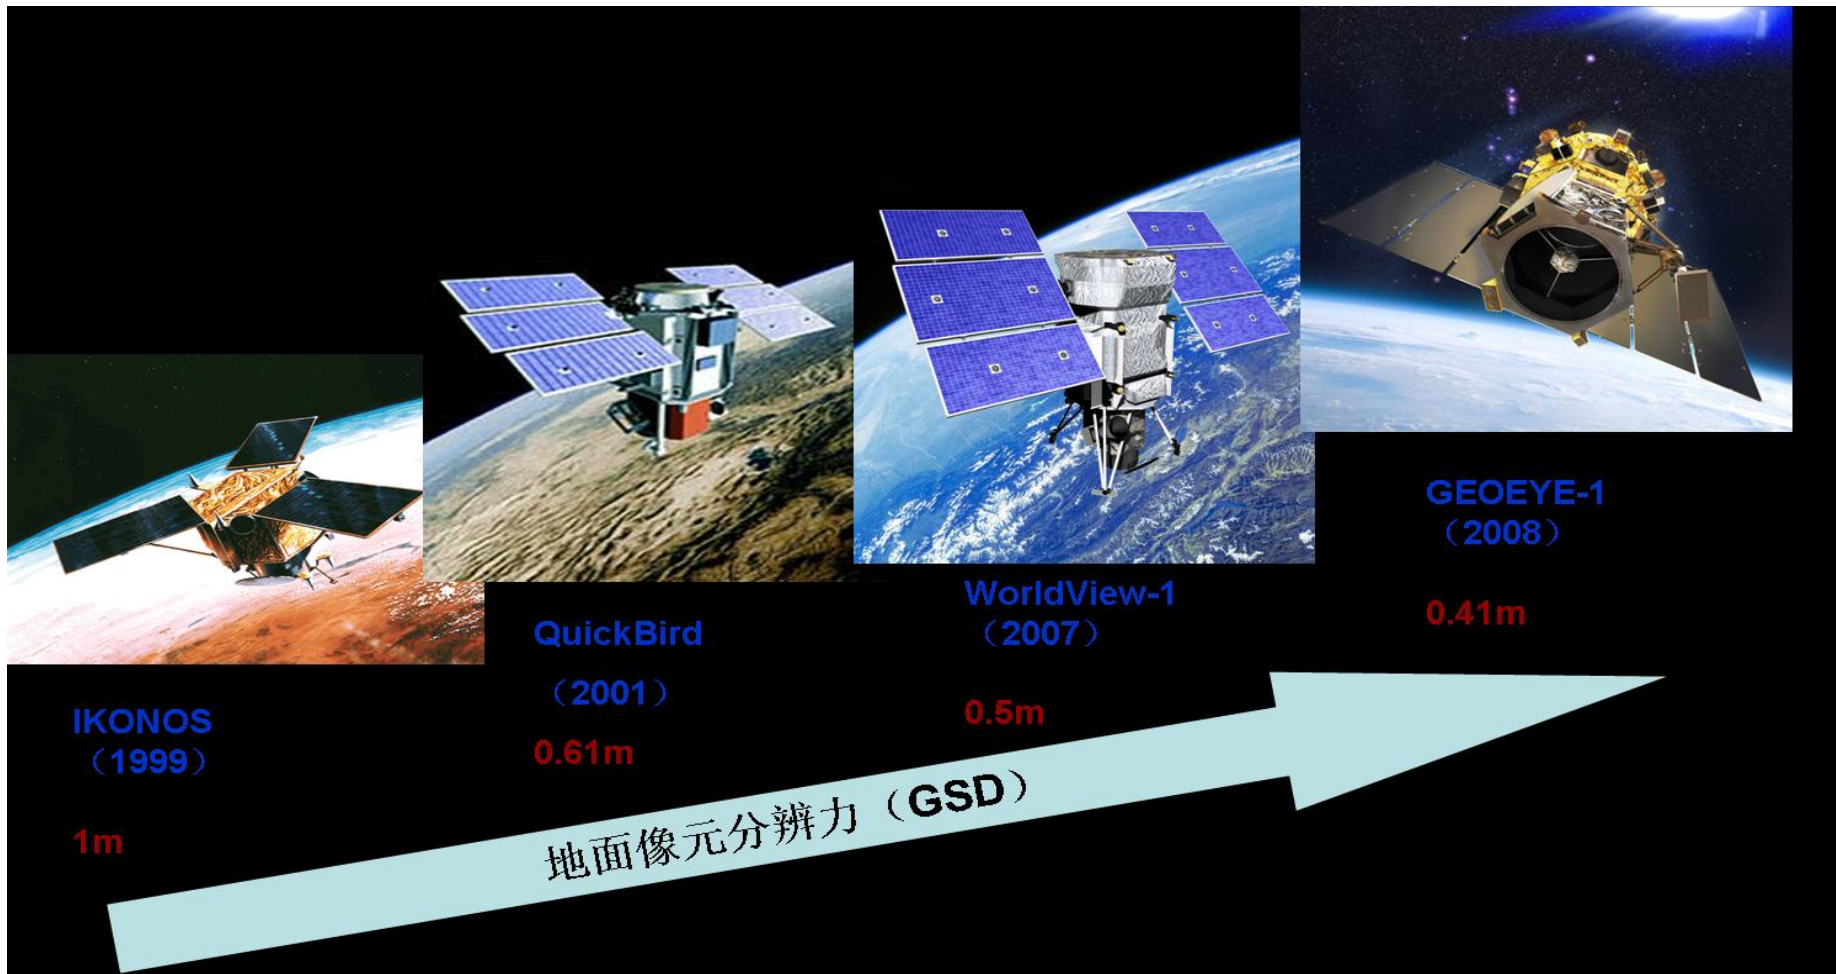 IKONOS
（1999）
1m
QuickBird
（2001）
0.61m
WorldView-1
（2007）
0.5m
GEOEYE-1
（2008）
0.41m
地面像元分辨力（GSD）